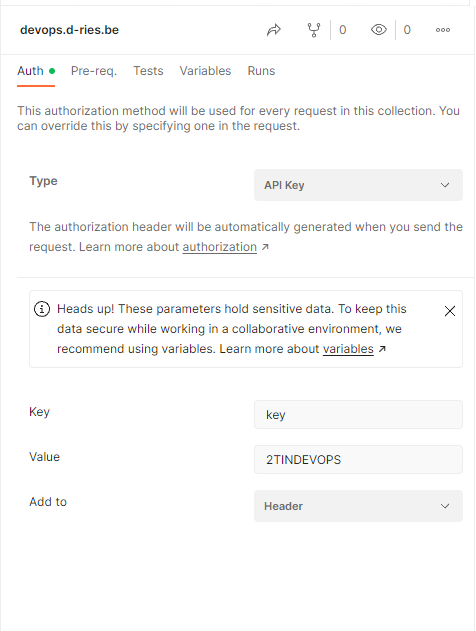 devops.d-ries.be
0
0
Auth
Pre-req.
Tests
Variables
Runs
This authorization method will be used for every request in this collection. You
can override this by specifying one in the request.
Type
API Key
The authorization header will be automatically generated when you send the
request. Learn more about authorization ↗
Heads up! These parameters hold sensitive data. To keep this
data secure while working in a collaborative environment, we
recommend using variables. Learn more about variables ↗
Key
key
Value
2TINDEVOPS
Add to
Header